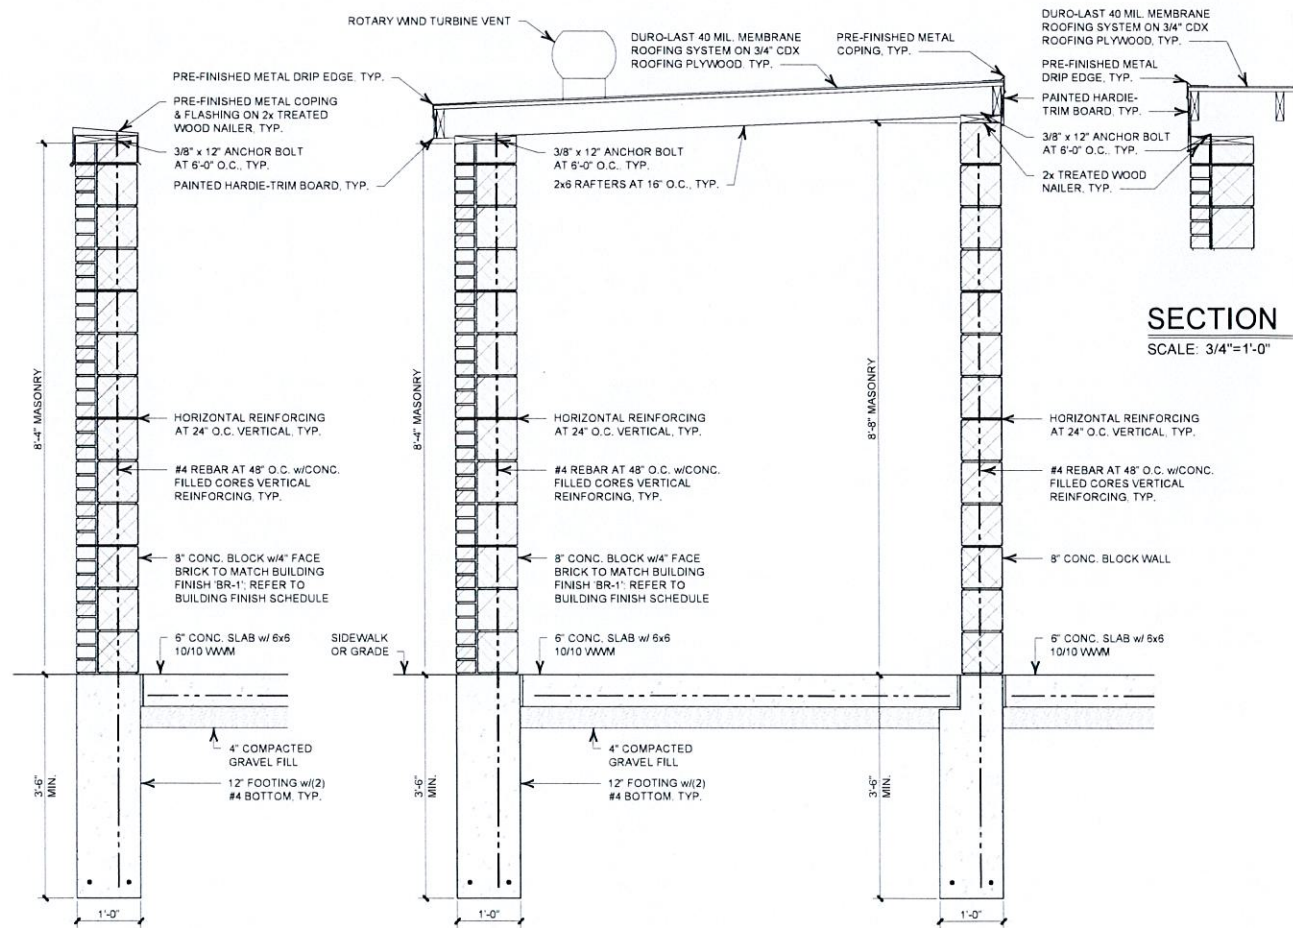 ROTARY WIND TURBINE VENT
DURO-LAST 40 MIL. MEMBRANE
ROOFING SYSTEM ON 3/4" CDX
ROOFING PLYWOOD, TYP.
PRE-FINISHED METAL
COPING, TYP.
DURO-LAST 40 MIL. MEMBRANE
ROOFING SYSTEM ON 3/4" CDX
ROOFING PLYWOOD, TYP.
PRE-FINISHED METAL DRIP EDGE, TYP.
PRE-FINISHED METAL COPING
& FLASHING ON 2x TREATED
WOOD NAILER, TYP.
3/8" x 12" ANCHOR BOLT
AT 6'-0" O.C., TYP.
PAINTED HARDIE-TRIM BOARD, TYP.
3/8" x 12" ANCHOR BOLT
AT 6'-0" O.C., TYP.
2x6 RAFTERS AT 16" O.C., TYP.
PRE-FINISHED METAL
DRIP EDGE, TYP.
PAINTED HARDIE-
TRIM BOARD, TYP.
3/8" x 12" ANCHOR BOLT
AT 6'-0" O.C., TYP.
2x TREATED WOOD
NAILER, TYP.
SECTION
SCALE: 3/4"=1'-0"
8'-4" MASONRY
8'-4" MASONRY
8'-8" MASONRY
HORIZONTAL REINFORCING
AT 24" O.C. VERTICAL, TYP.
#4 REBAR AT 48" O.C. w/CONC.
FILLED CORES VERTICAL
REINFORCING, TYP.
8" CONC. BLOCK w/4" FACE
BRICK TO MATCH BUILDING
FINISH 'BR-1'; REFER TO
BUILDING FINISH SCHEDULE
6" CONC. SLAB w/ 6x6
10/10 WWM
HORIZONTAL REINFORCING
AT 24" O.C. VERTICAL, TYP.
#4 REBAR AT 48" O.C. w/CONC.
FILLED CORES VERTICAL
REINFORCING, TYP.
8" CONC. BLOCK w/4" FACE
BRICK TO MATCH BUILDING
FINISH 'BR-1'; REFER TO
BUILDING FINISH SCHEDULE
SIDEWALK
OR GRADE
6" CONC. SLAB w/ 6x6
10/10 WWM
HORIZONTAL REINFORCING
AT 24" O.C. VERTICAL, TYP.
#4 REBAR AT 48" O.C. w/CONC.
FILLED CORES VERTICAL
REINFORCING, TYP.
8" CONC. BLOCK WALL
6" CONC. SLAB w/ 6x6
10/10 WWM
4" COMPACTED
GRAVEL FILL
12" FOOTING w/(2)
#4 BOTTOM, TYP.
4" COMPACTED
GRAVEL FILL
12" FOOTING w/(2)
#4 BOTTOM, TYP.
3'-6"
MIN.
3'-6"
MIN.
3'-6"
MIN.
1'-0"
1'-0"
1'-0"